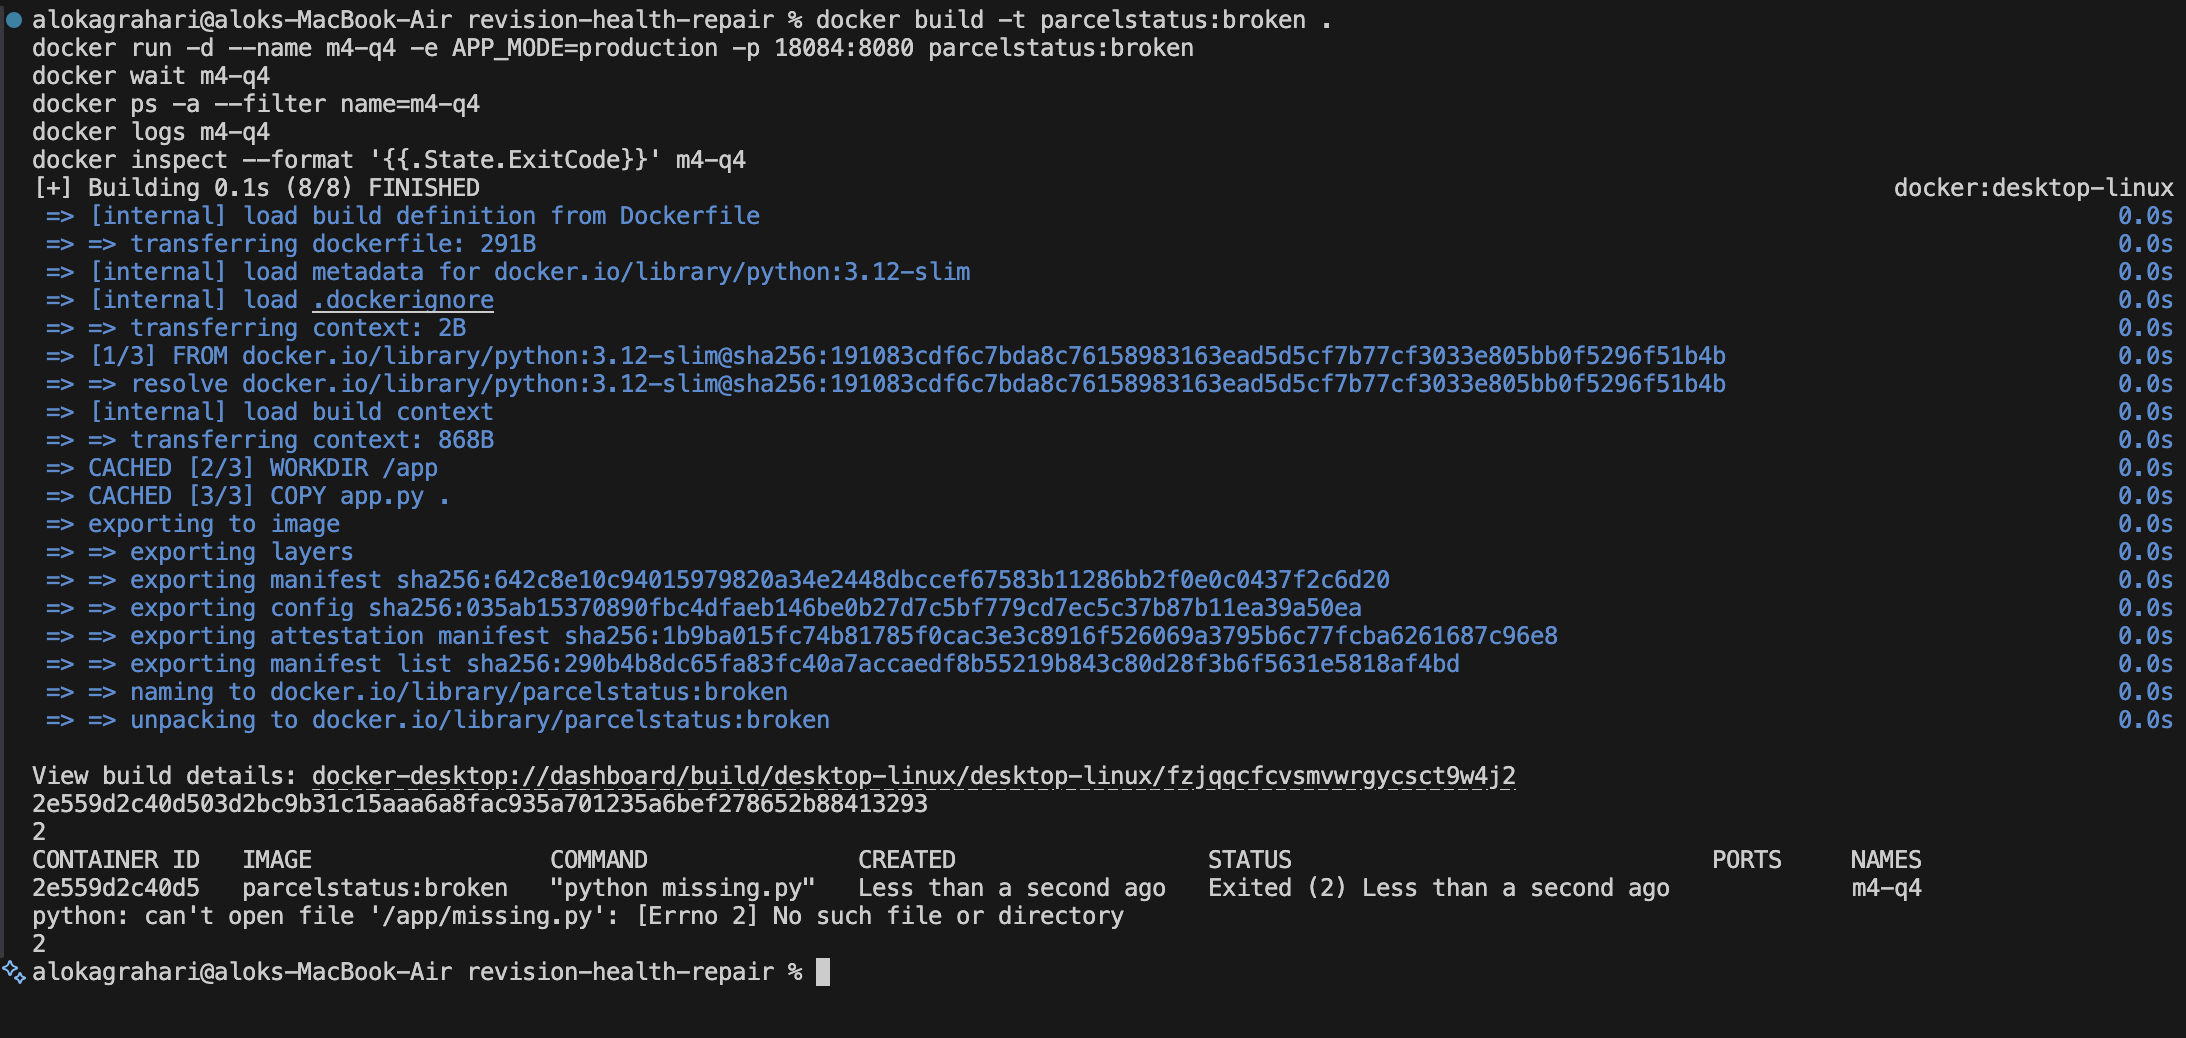 alokagrahari@aloks-MacBook-Air revision-health-repair % docker build -t parcelstatus:broken .
docker run -d --name m4-q4 -e APP_MODE=production -p 18084:8080 parcelstatus:broken
docker wait m4-q4
docker ps -a --filter name=m4-q4
docker logs m4-q4
docker inspect --format '{{.State.ExitCode}}' m4-q4
[+] Building 0.1s (8/8) FINISHED docker:desktop-linux
=> [internal] load build definition from Dockerfile 0.0s
=> => transferring dockerfile: 291B 0.0s
=> [internal] load metadata for docker.io/library/python:3.12-slim 0.0s
=> [internal] load .dockerignore 0.0s
=> => transferring context: 2B 0.0s
=> [1/3] FROM docker.io/library/python:3.12-slim@sha256:191083cdf6c7bda8c76158983163ead5d5cf7b77cf3033e805bb0f5296f51b4b 0.0s
=> => resolve docker.io/library/python:3.12-slim@sha256:191083cdf6c7bda8c76158983163ead5d5cf7b77cf3033e805bb0f5296f51b4b 0.0s
=> [internal] load build context 0.0s
=> => transferring context: 868B 0.0s
=> CACHED [2/3] WORKDIR /app 0.0s
=> CACHED [3/3] COPY app.py . 0.0s
=> exporting to image 0.0s
=> => exporting layers 0.0s
=> => exporting manifest sha256:642c8e10c94015979820a34e2448dbccef67583b11286bb2f0e0c0437f2c6d20 0.0s
=> => exporting config sha256:035ab15370890fbc4dfaeb146be0b27d7c5bf779cd7ec5c37b87b11ea39a50ea 0.0s
=> => exporting attestation manifest sha256:1b9ba015fc74b81785f0cac3e3c8916f526069a3795b6c77fcba6261687c96e8 0.0s
=> => exporting manifest list sha256:290b4b8dc65fa83fc40a7accaedf8b55219b843c80d28f3b6f5631e5818af4bd 0.0s
=> => naming to docker.io/library/parcelstatus:broken 0.0s
=> => unpacking to docker.io/library/parcelstatus:broken 0.0s
View build details: docker-desktop://dashboard/build/desktop-linux/desktop-linux/fzjqqcfcvsmvwrgycsct9w4j2
2e559d2c40d503d2bc9b31c15aaa6a8fac935a701235a6bef278652b88413293
2
CONTAINER ID IMAGE COMMAND CREATED STATUS PORTS NAMES
2e559d2c40d5 parcelstatus:broken "python missing.py" Less than a second ago Exited (2) Less than a second ago m4-q4
python: can't open file '/app/missing.py': [Errno 2] No such file or directory
2
alokagrahari@aloks-MacBook-Air revision-health-repair %